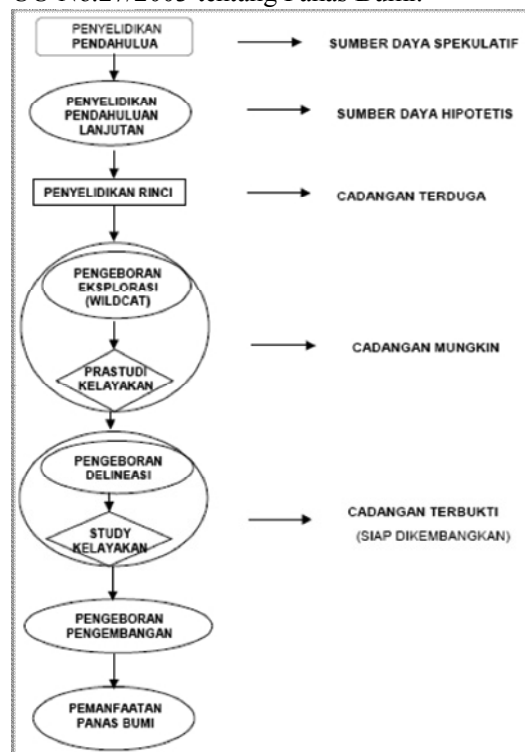 PENYELIDIKAN
PENDAHULUA
SUMBER DAYA SPEKULATIF
PENYELIDIKAN
PENDAHULUAN
LANJUTAN
SUMBER DAYA HIPOTETIS
PENYELIDIKAN RINCI
CADANGAN TERDUGA
PENGEBORAN
EKSPLORASI
(WILDCAT)
PRASTUDI
KELAYAKAN
CADANGAN MUNGKIN
PENGEBORAN
DELINEASI
STUDY
KELAYAKAN
CADANGAN TERBUKTI
(SIAP DIKEMBANGKAN)
PENGEBORAN
PENGEMBANGAN
PEMANFAATAN
PANAS BUMI